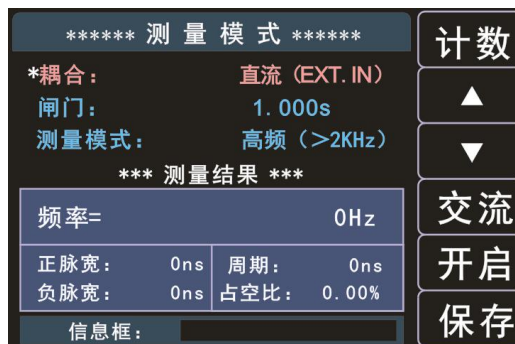 ****** 测 量 模 式 ******
*耦合： 直流（EXT.IN）
闸门： 1.000s
测量模式： 高频（>2KHz）
*** 测量结果 ***
频率= 0Hz
正脉宽： 0ns 周期： 0ns
负脉宽： 0ns 占空比： 0.00%
信息框：
计数
▲
▼
交流
开启
保存